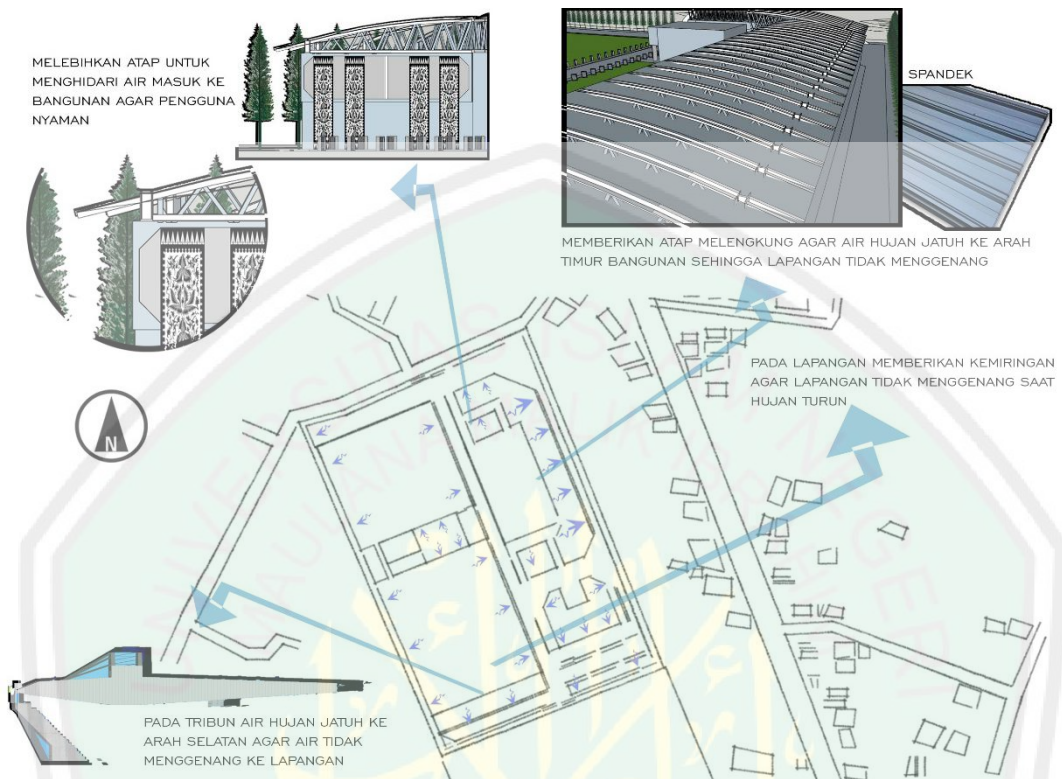 MELEBIHKAN ATAP UNTUK
MENGHIDARI AIR MASUK KE
BANGUNAN AGAR PENGGUNA
NYAMAN
SPANDEK
MEMBERIKAN ATAP MELENGKUNG AGAR AIR HUJAN JATUH KE ARAH
TIMUR BANGUNAN SEHINGGA LAPANGAN TIDAK MENGGENANG
PADA LAPANGAN MEMBERIKAN KEMIRINGAN
AGAR LAPANGAN TIDAK MENGGENANG SAAT
HUJAN TURUN
N
PADA TRIBUN AIR HUJAN JATUH KE
ARAH SELATAN AGAR AIR TIDAK
MENGGENANG KE LAPANGAN